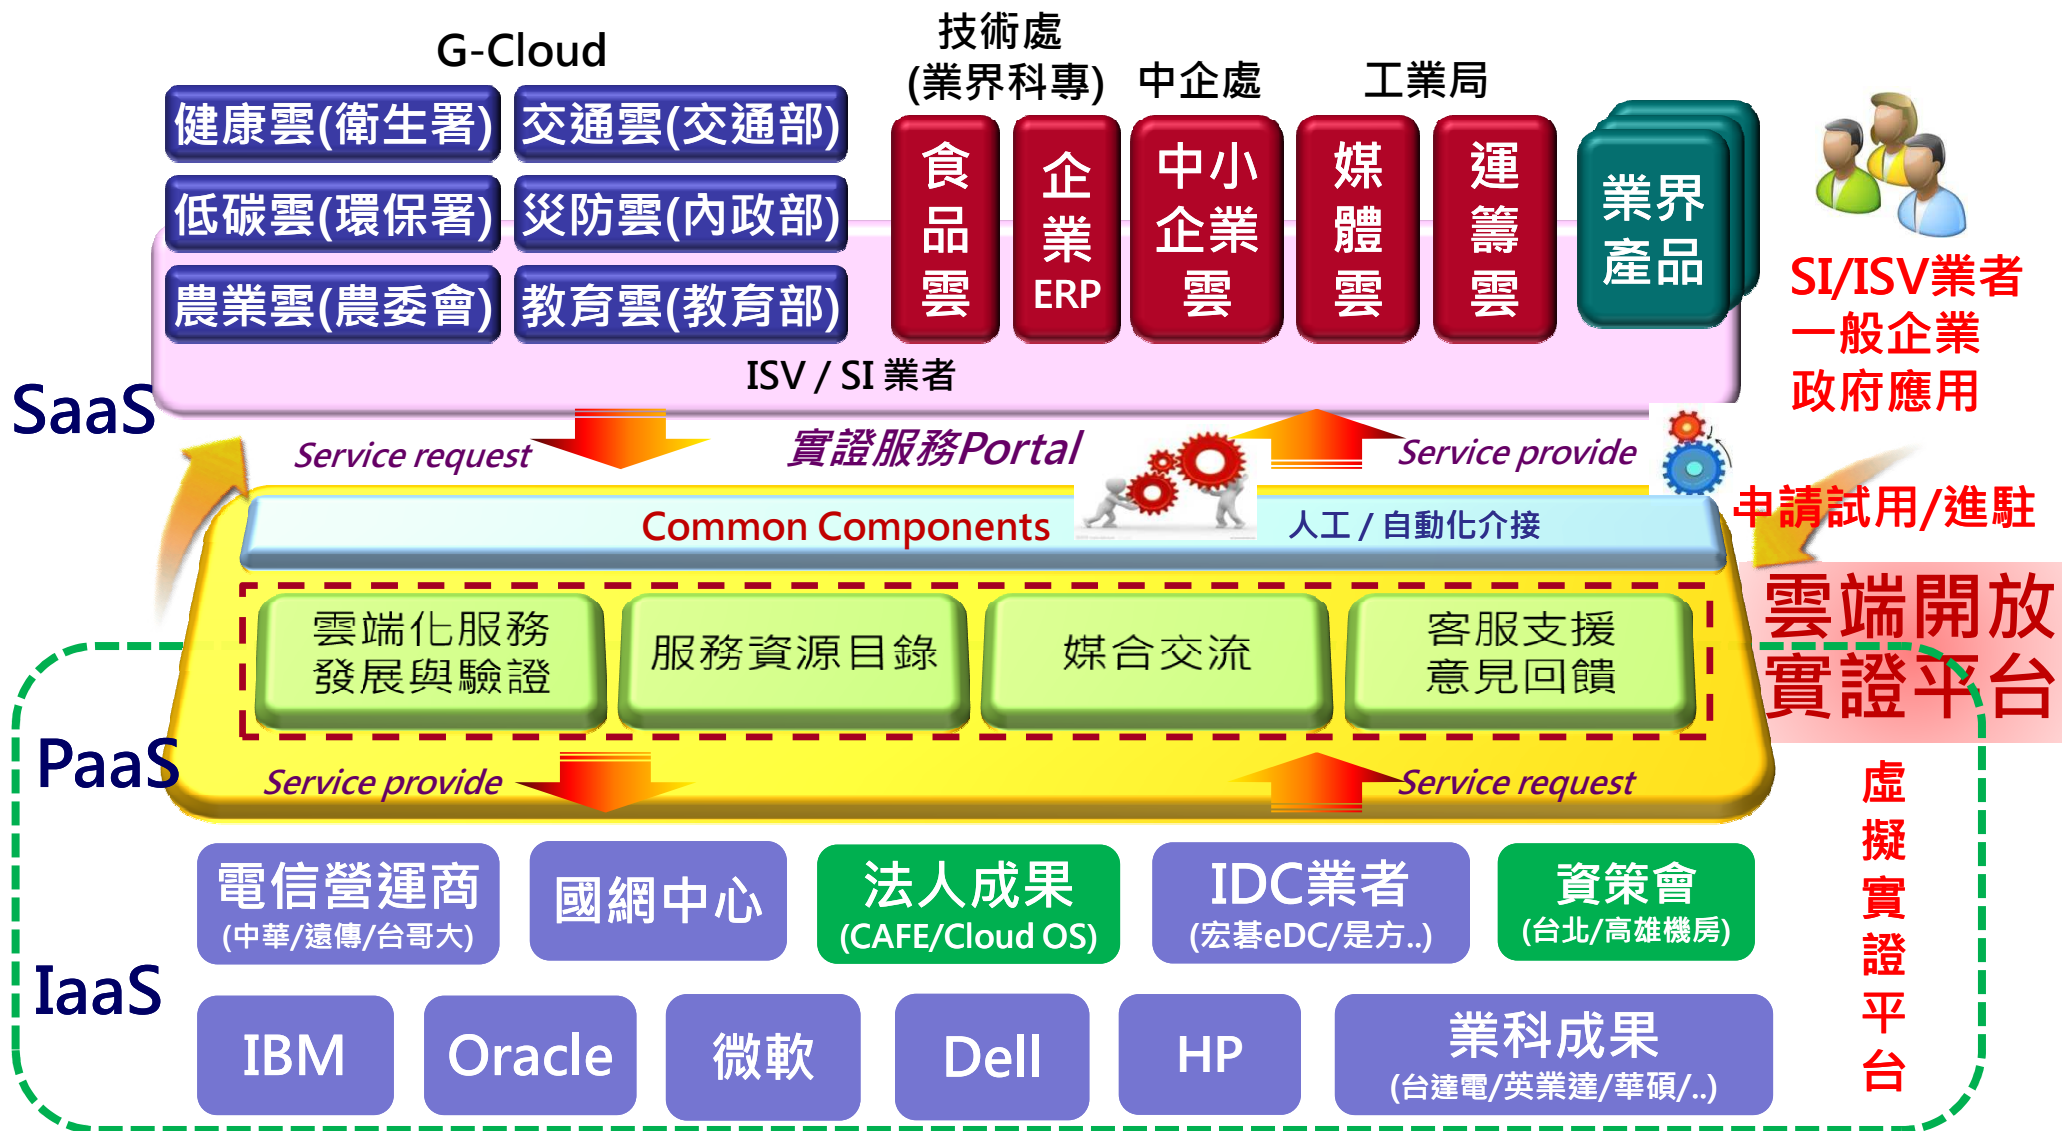 G-Cloud
技術處
(業界科專)
中企處
工業局
健康雲(衛生署)
交通雲(交通部)
低碳雲(環保署)
災防雲(內政部)
農業雲(農委會)
教育雲(教育部)
食
品
雲
企
業
ERP
中小
企業
雲
媒
體
雲
運
籌
雲
業界
產品
SI/ISV業者
一般企業
政府應用
ISV / SI 業者
SaaS
Service request
實證服務Portal
Service provide
申請試用/進駐
Common Components
人工 / 自動化介接
雲端開放
實證平台
雲端化服務
發展與驗證
服務資源目錄
媒合交流
客服支援
意見回饋
PaaS
Service provide
Service request
虛
擬
實
證
平
台
電信營運商
(中華/遠傳/台哥大)
國網中心
法人成果
(CAFE/Cloud OS)
IDC業者
(宏碁eDC/是方..)
資策會
(台北/高雄機房)
IaaS
IBM
Oracle
微軟
Dell
HP
業科成果
(台達電/英業達/華碩/..)